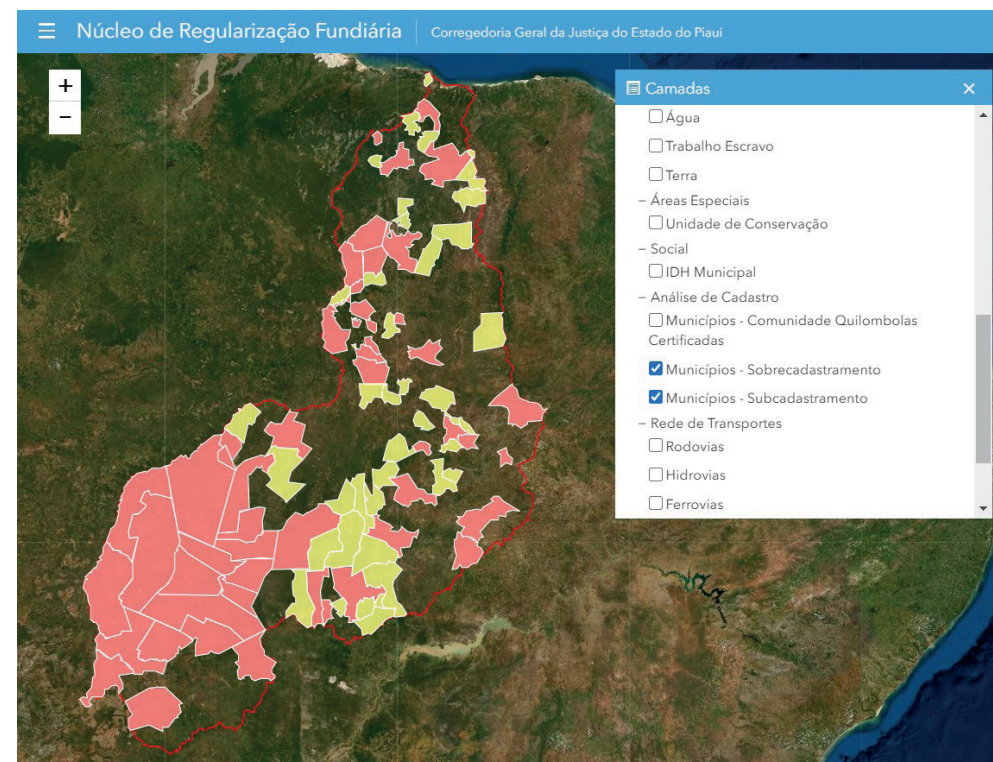 ☰ Núcleo de Regularização Fundiária | Corregedoria Geral da Justiça do Estado do Piauí
+
−
Camadas ×
Água
Trabalho Escravo
Terra
− Áreas Especiais
Unidade de Conservação
− Social
IDH Municipal
− Análise de Cadastro
Municípios - Comunidade Quilombolas
Certificadas
Municípios - Sobrecadastramento
Municípios - Subcadastramento
− Rede de Transportes
Rodovias
Hidrovias
Ferrovias